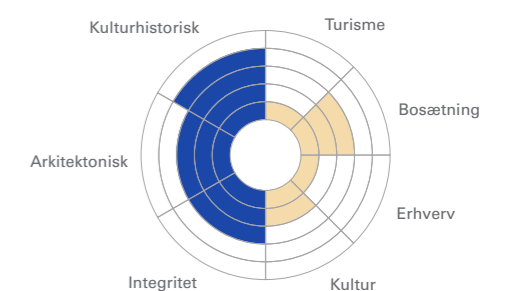 Turisme
Kulturhistorisk
Bosætning
Arkitektonisk
Erhverv
Integritet
Kultur